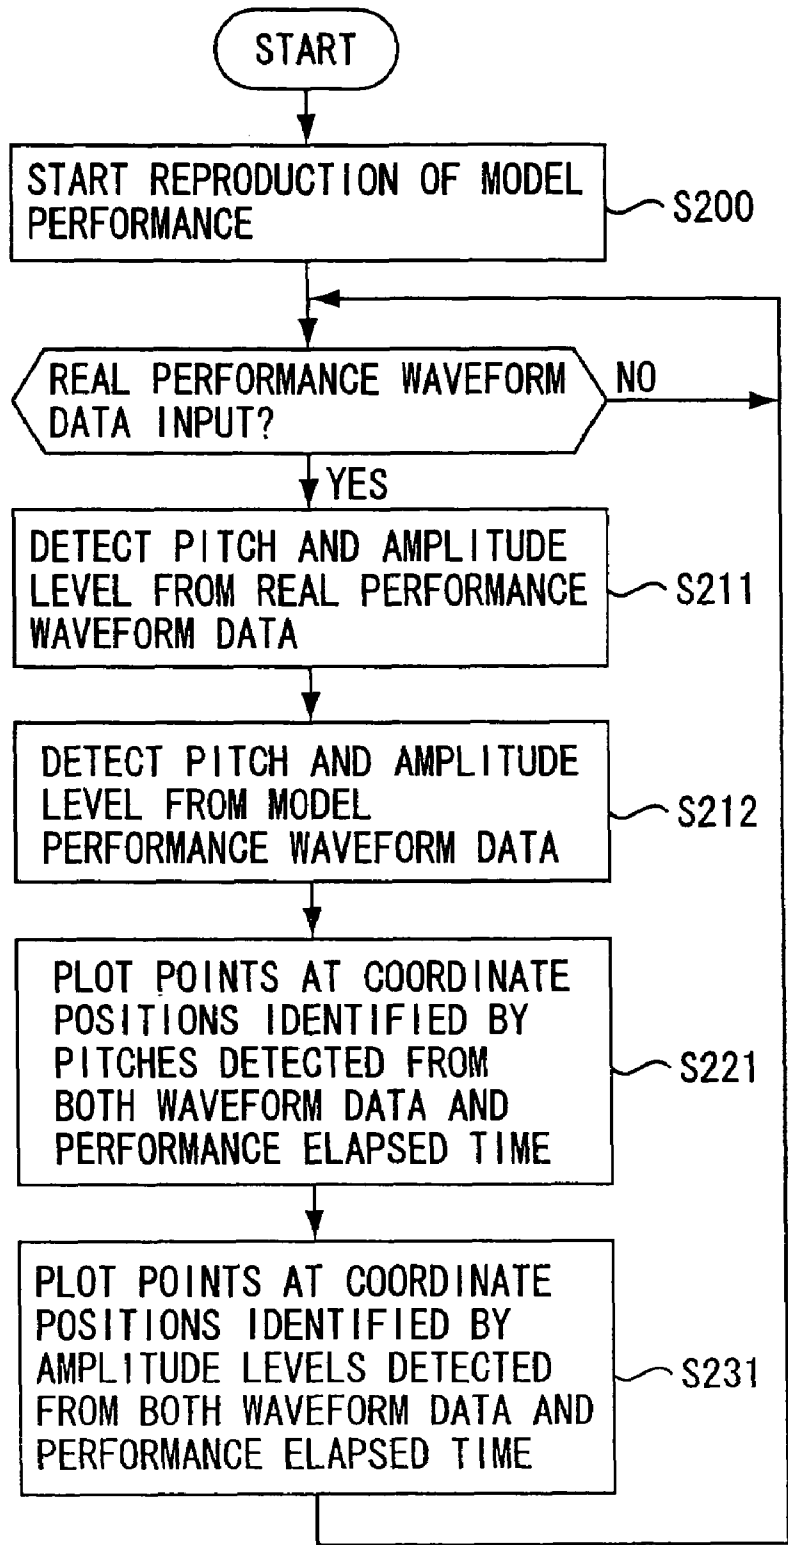 START
START REPRODUCTION OF MODEL
PERFORMANCE
S200
REAL PERFORMANCE WAVEFORM
DATA INPUT?
NO
YES
DETECT PITCH AND AMPLITUDE
LEVEL FROM REAL PERFORMANCE
WAVEFORM DATA
S211
DETECT PITCH AND AMPLITUDE
LEVEL FROM MODEL
PERFORMANCE WAVEFORM DATA
S212
PLOT POINTS AT COORDINATE
POSITIONS IDENTIFIED BY
PITCHES DETECTED FROM
BOTH WAVEFORM DATA AND
PERFORMANCE ELAPSED TIME
S221
PLOT POINTS AT COORDINATE
POSITIONS IDENTIFIED BY
AMPLITUDE LEVELS DETECTED
FROM BOTH WAVEFORM DATA AND
PERFORMANCE ELAPSED TIME
S231